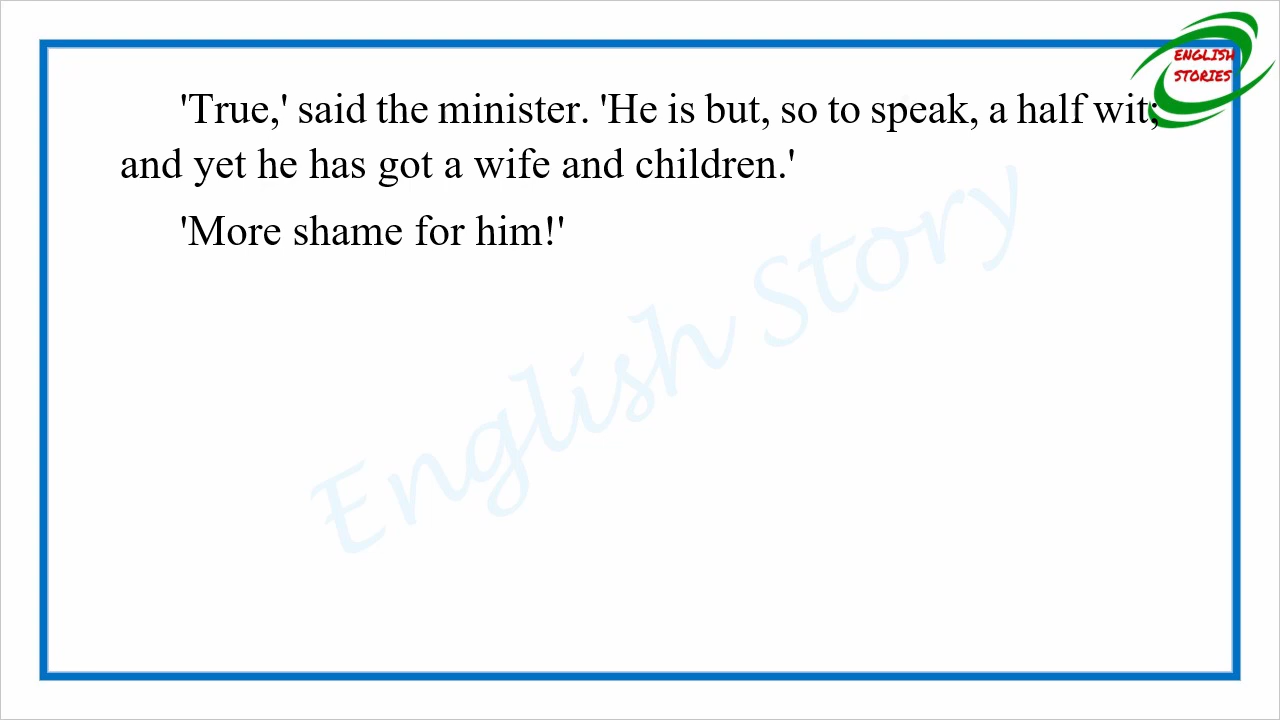 ENGLISH
STORIES
'True,' said the minister. 'He is but, so to speak, a half wit;
and yet he has got a wife and children.'
'More shame for him!'
English Story